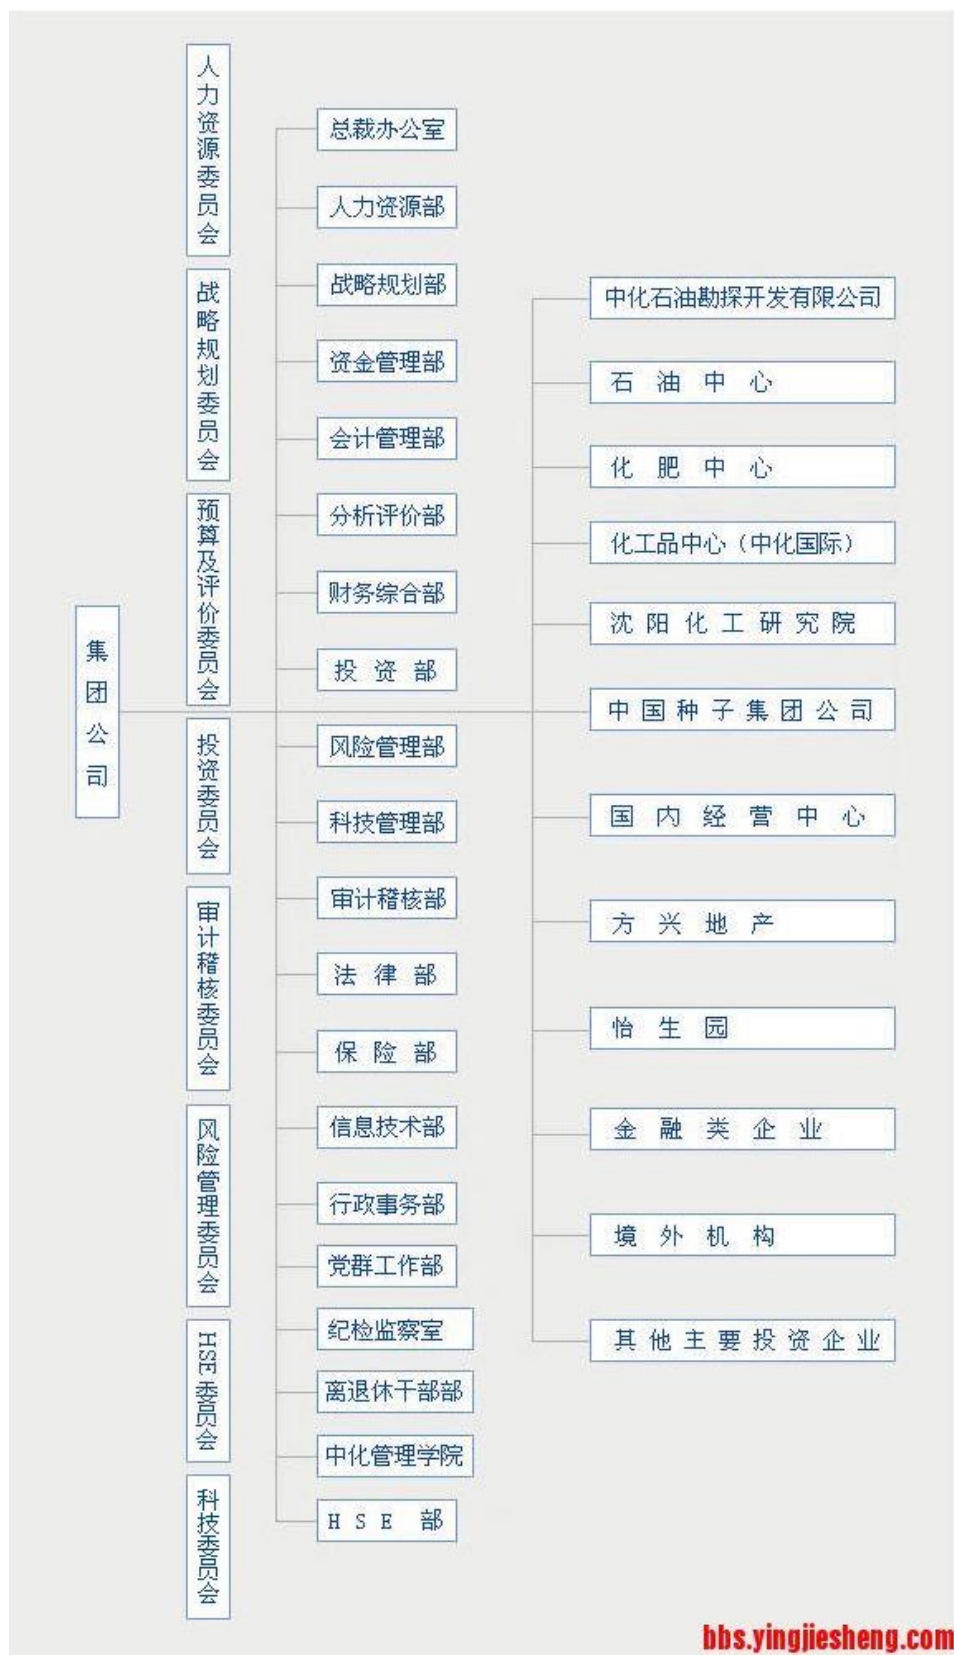 集团公司
人力资源委员会
战略规划委员会
预算及评价委员会
投资委员会
审计稽核委员会
风险管理委员会
HSE委员会
科技委员会
总裁办公室
人力资源部
战略规划部
资金管理部
会计管理部
分析评价部
财务综合部
投资部
风险管理部
科技管理部
审计稽核部
法律部
保险部
信息技术部
行政事务部
党群工作部
纪检监察室
离退休干部部
中化管理学院
HSE 部
中化石油勘探开发有限公司
石油中心
化肥中心
化工品中心（中化国际）
沈阳化工研究院
中国种子集团公司
国内经营中心
方兴地产
怡生园
金融类企业
境外机构
其他主要投资企业
bbs.yingjiesheng.com